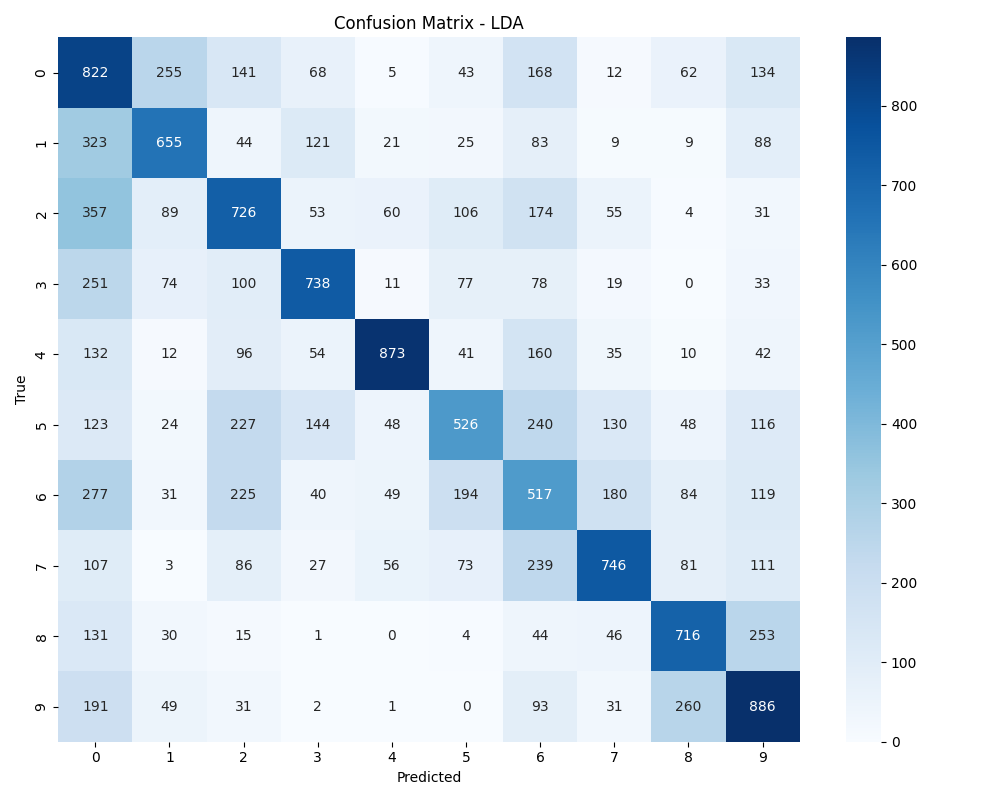 Confusion Matrix - LDA
0 822 255 141 68 5 43 168 12 62 134
1 323 655 44 121 21 25 83 9 9 88
2 357 89 726 53 60 106 174 55 4 31
3 251 74 100 738 11 77 78 19 0 33
4 132 12 96 54 873 41 160 35 10 42
5 123 24 227 144 48 526 240 130 48 116
6 277 31 225 40 49 194 517 180 84 119
7 107 3 86 27 56 73 239 746 81 111
8 131 30 15 1 0 4 44 46 716 253
9 191 49 31 2 1 0 93 31 260 886
0 1 2 3 4 5 6 7 8 9
Predicted
True
800
700
600
500
400
300
200
100
0